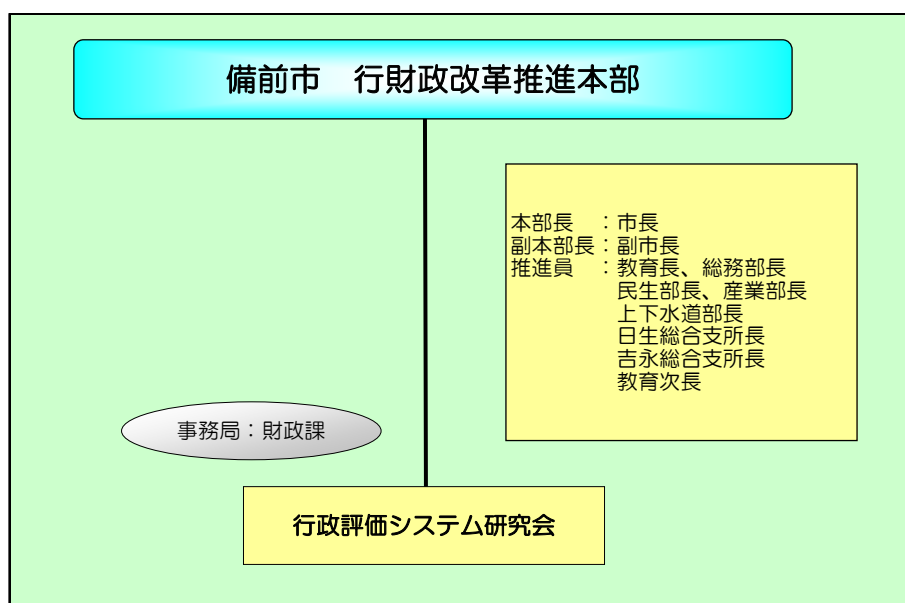 備前市　行財政改革推進本部
本部長　：市長
副本部長：副市長
推進員　：教育長、総務部長
民生部長、産業部長
上下水道部長
日生総合支所長
吉永総合支所長
教育次長
事務局：財政課
行政評価システム研究会